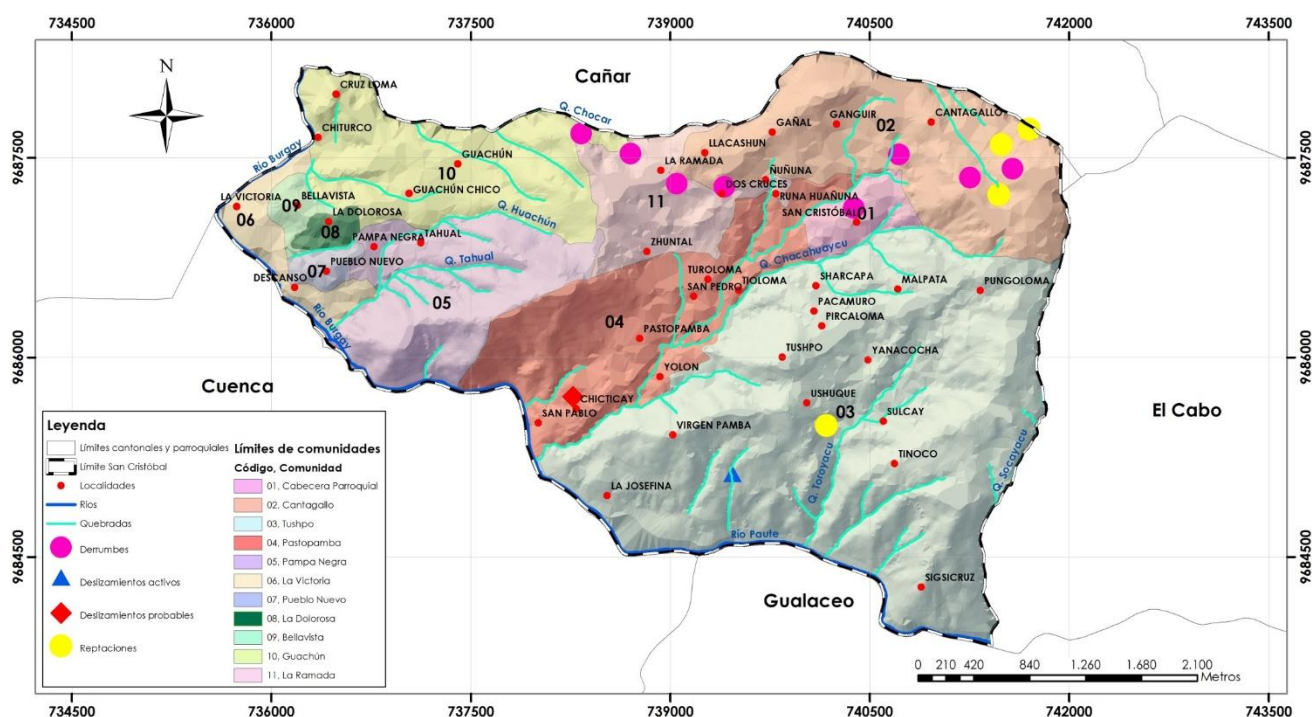 734500 736000 737500 739000 740500 742000 743500
N
Cañar
Q. Chocar
CRUZ LOMA
CHITURCO
Río Burgay
GUACHÚN
10
GUACHÚN CHICO
LA VICTORIA
06
BELLAVISTA
09
LA DOLOROSA
08
Q. Huachún
PAMPA NEGRA
TAHUAL
07
PUEBLO NUEVO
Q. Tahual
DESCANSO
05
Río Burgay
LLACASHUN
GAÑAL
GANGUIR
02
CANTAGALLO
LA RAMADA
ÑUÑUNA
DOS CRUCES
11
RUNA HUAÑUNA
SAN CRISTÓBAL
01
ZHUNTAL
Q. Chacahuaycu
TUROLOMA
TIOLOMA
SAN PEDRO
SHARCAPA
MALPATA
PUNGOLOMA
04
PACAMURO
PIRCALOMA
PASTOPAMBA
TUSHPO
YANACOCHA
YOLON
CHICTICAY
SAN PABLO
USHUQUE
03
SULCAY
VIRGEN PAMBA
TINOCO
Q. Toroyacu
Q. Socayacu
LA JOSEFINA
Río Paute
SIGSICRUZ
Cuenca
El Cabo
Gualaceo
9687500
9686000
9684500
9687500
9686000
9684500
Leyenda
Límites cantonales y parroquiales
Límite San Cristóbal
Localidades
Ríos
Quebradas
Derrumbes
Deslizamientos activos
Deslizamientos probables
Reptaciones
Límites de comunidades
Código, Comunidad
01, Cabecera Parroquial
02, Cantagallo
03, Tushpo
04, Pastopamba
05, Pampa Negra
06, La Victoria
07, Pueblo Nuevo
08, La Dolorosa
09, Bellavista
10, Guachún
11, La Ramada
0 210 420 840 1.260 1.680 2.100
Metros
734500 736000 737500 739000 740500 742000 743500